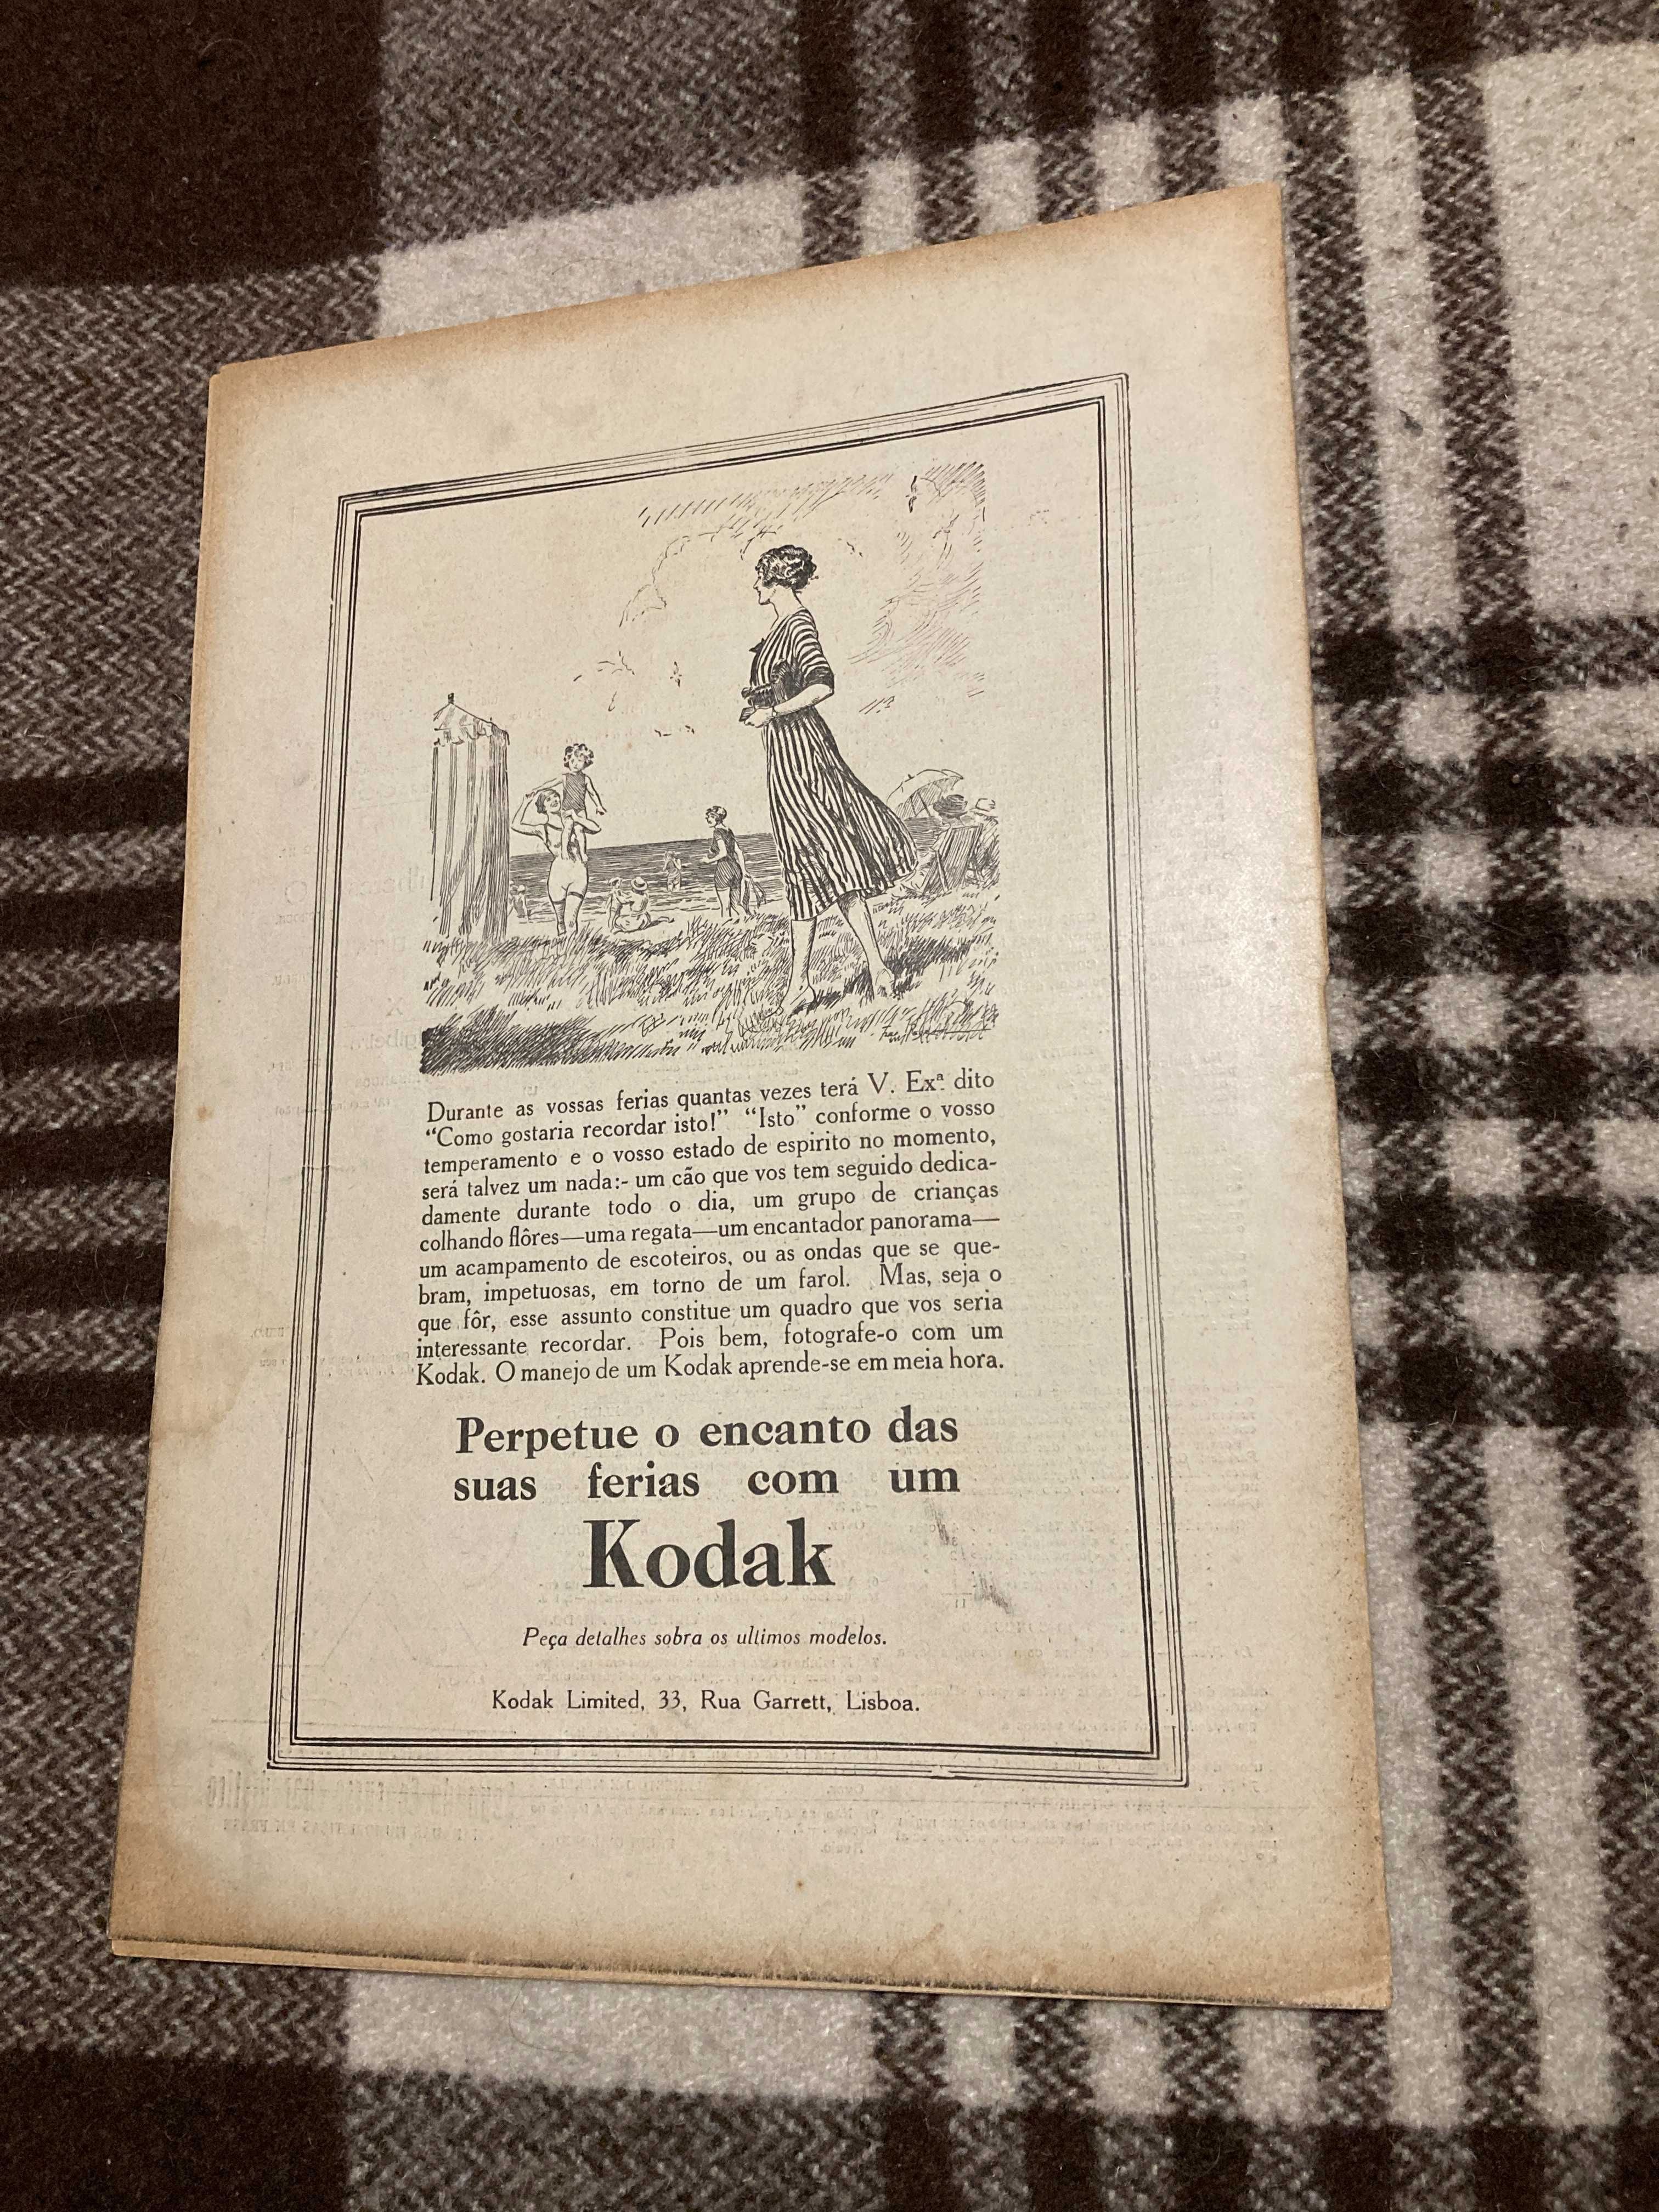 Durante as vossas ferias quantas vezes terá V. Exª. dito
“Como gostaria recordar isto!” “Isto” conforme o vosso
temperamento e o vosso estado de espirito no momento,
será talvez um nada:- um cão que vos tem seguido dedica-
damente durante todo o dia, um grupo de crianças
colhando flôres—uma regata—um encantador panorama—
um acampamento de escoteiros, ou as ondas que se que-
bram, impetuosas, em torno de um farol. Mas, seja o
que fôr, esse assunto constitue um quadro que vos seria
interessante recordar. Pois bem, fotografe-o com um
Kodak. O manejo de um Kodak aprende-se em meia hora.
Perpetue o encanto das
suas ferias com um
Kodak
Peça detalhes sobra os ultimos modelos.
Kodak Limited, 33, Rua Garrett, Lisboa.